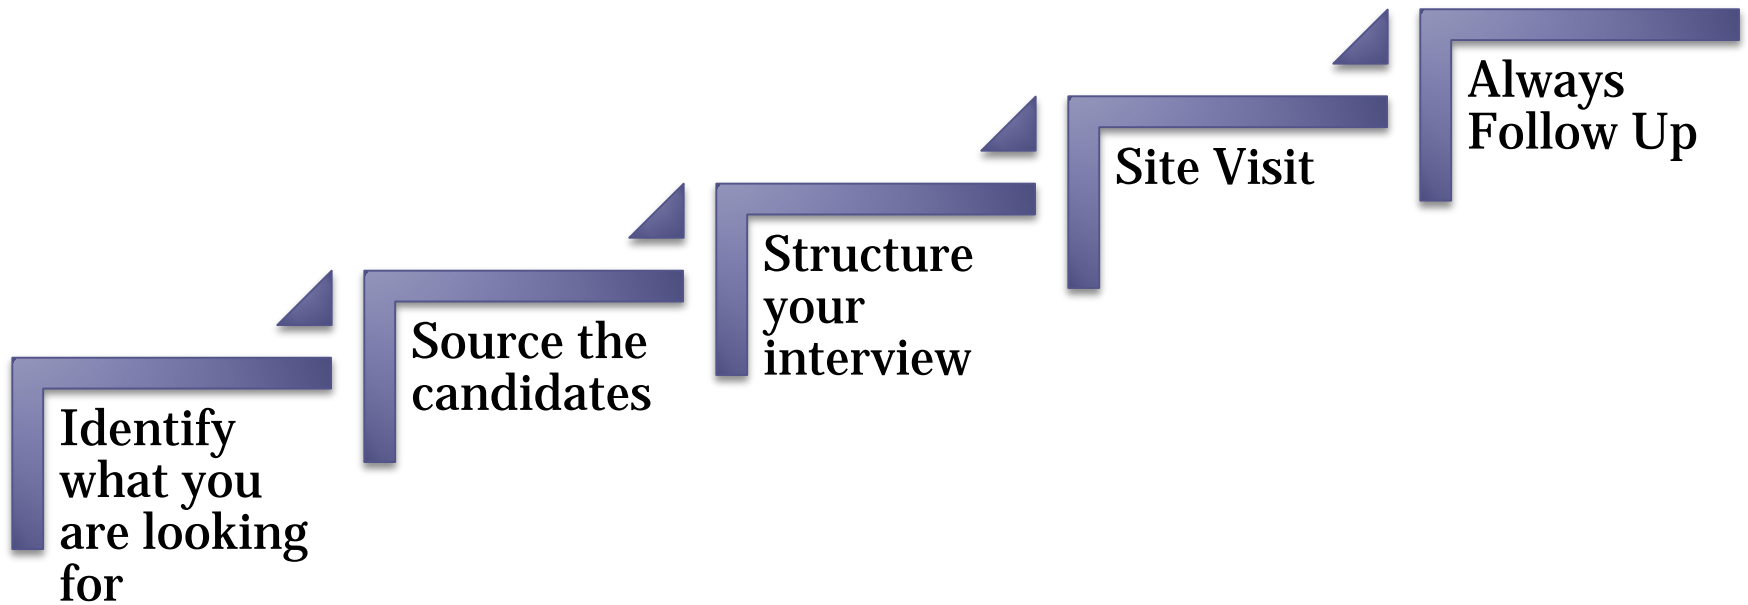 Identify
what you
are looking
for
Source the
candidates
Structure
your
interview
Site Visit
Always
Follow Up